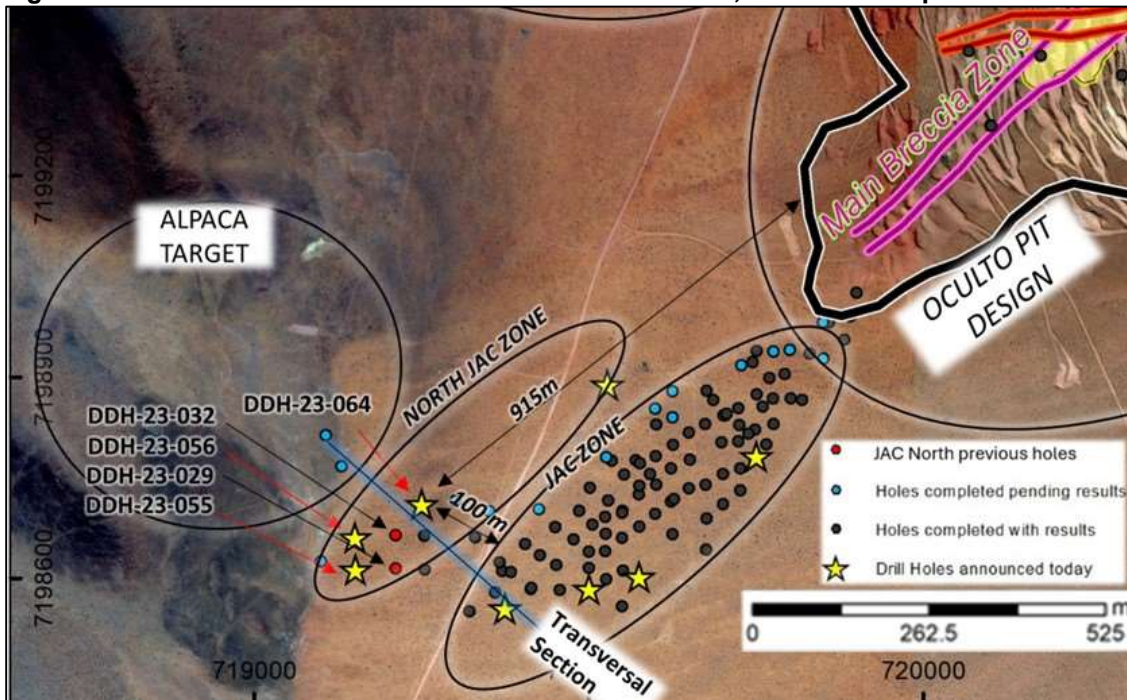 Main Breccia Zone
7199200
ALPACA
TARGET
OCULTO PIT
DESIGN
NORTH JAC ZONE
915m
7198900
DDH-23-064
DDH-23-032
DDH-23-056
DDH-23-029
DDH-23-055
JAC ZONE
100 m
JAC North previous holes
Holes completed pending results
Holes completed with results
Drill Holes announced today
7198600
m
0
262.5
525
Transversal
Section
719000
720000